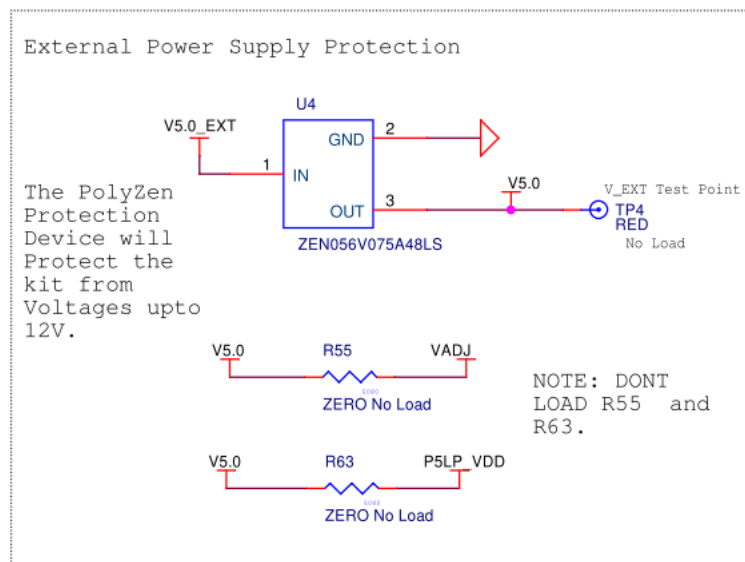 External Power Supply Protection
U4
V5.0_EXT
GND
2
1
IN
V5.0
V_EXT Test Point
OUT
3
TP4
RED
No Load
ZEN056V075A48LS
The PolyZen
Protection
Device will
Protect the
kit from
Voltages upto
12V.
V5.0
R55
VADJ
ZERO No Load
NOTE: DONT
LOAD R55 and
R63.
V5.0
R63
P5LP_VDD
ZERO No Load